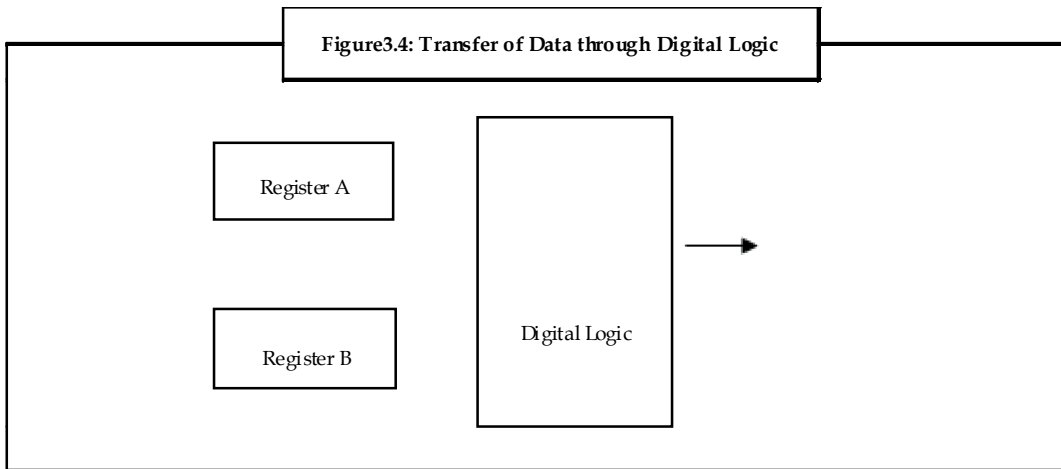 Figure3.4: Transfer of Data through Digital Logic
Register A
Digital Logic
Register B